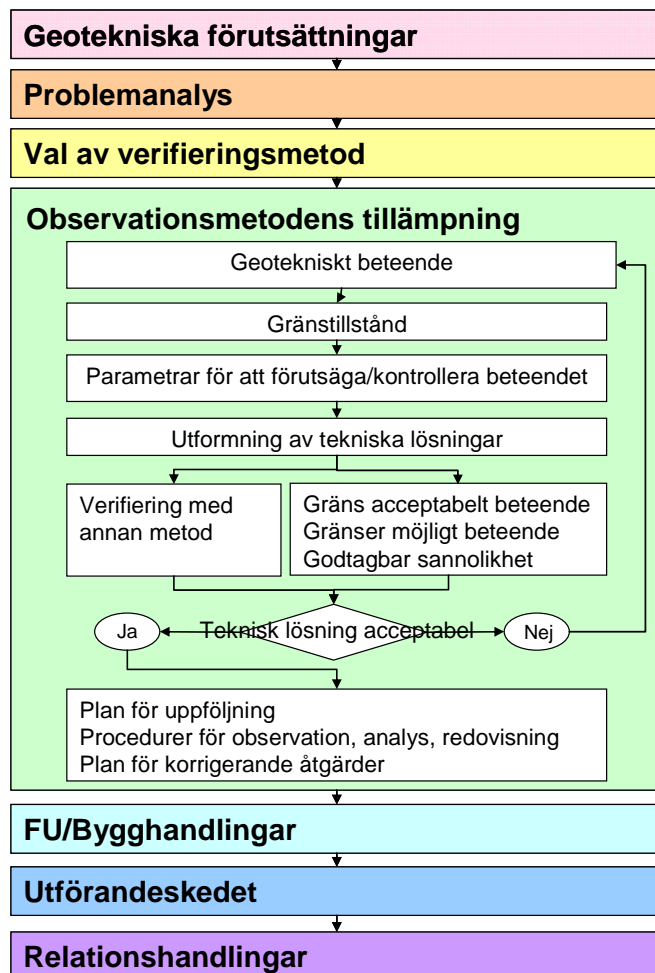 Geotekniska förutsättningar
Problemanalys
Val av verifieringsmetod
Observationsmetodens tillämpning
Geotekniskt beteende
Gränstillstånd
Parametrar för att förutsäga/kontrollera beteendet
Utformning av tekniska lösningar
Verifiering med
annan metod
Gräns acceptabelt beteende
Gränser möjligt beteende
Godtagbar sannolikhet
Ja
Teknisk lösning acceptabel
Nej
Plan för uppföljning
Procedurer för observation, analys, redovisning
Plan för korrigerande åtgärder
FU/Bygghandlingar
Utförandeskedet
Relationshandlingar